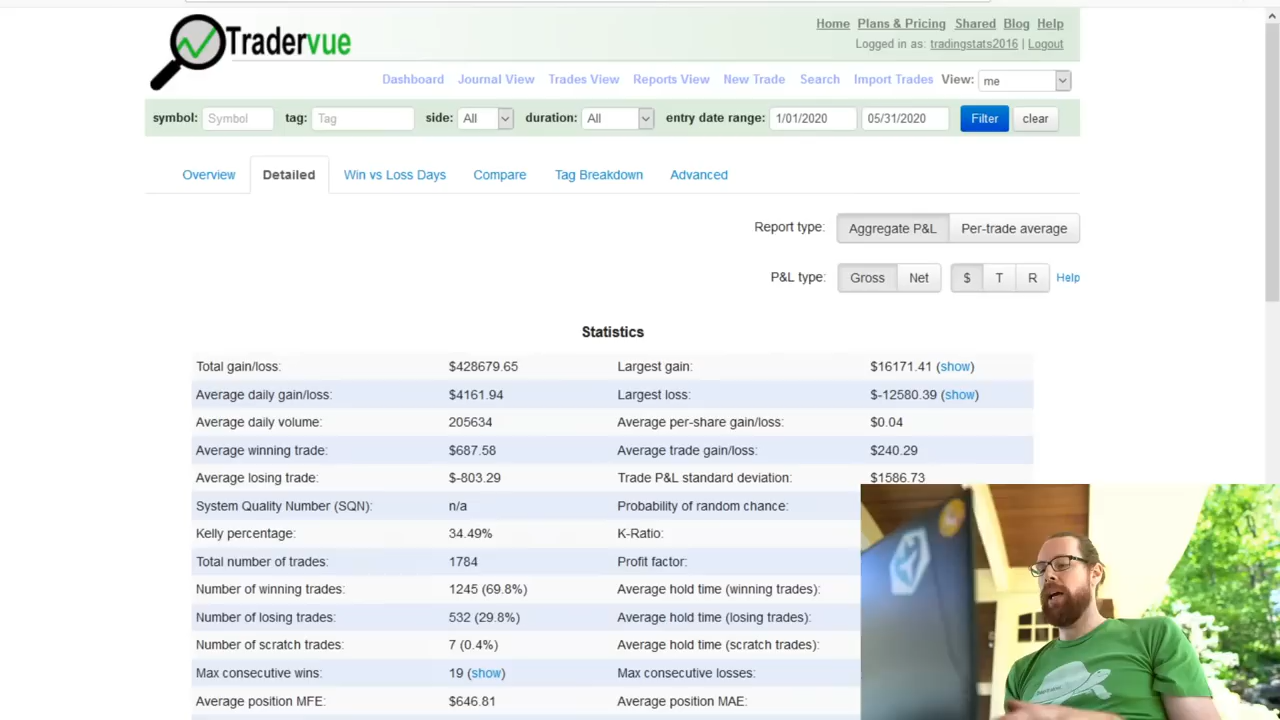 Tradervue
Home Plans & Pricing Shared Blog Help
Logged in as: tradingstats2016 | Logout
Dashboard Journal View Trades View Reports View New Trade Search Import Trades View: me
symbol: Symbol tag: Tag side: All duration: All entry date range: 1/01/2020 05/31/2020 Filter clear
Overview Detailed Win vs Loss Days Compare Tag Breakdown Advanced
Report type: Aggregate P&L Per-trade average
P&L type: Gross Net $ T R Help
Statistics
Total gain/loss: $428679.65 Largest gain: $16171.41 (show)
Average daily gain/loss: $4161.94 Largest loss: $-12580.39 (show)
Average daily volume: 205634 Average per-share gain/loss: $0.04
Average winning trade: $687.58 Average trade gain/loss: $240.29
Average losing trade: $-803.29 Trade P&L standard deviation: $1586.73
System Quality Number (SQN): n/a Probability of random chance:
Kelly percentage: 34.49% K-Ratio:
Total number of trades: 1784 Profit factor:
Number of winning trades: 1245 (69.8%) Average hold time (winning trades):
Number of losing trades: 532 (29.8%) Average hold time (losing trades):
Number of scratch trades: 7 (0.4%) Average hold time (scratch trades):
Max consecutive wins: 19 (show) Max consecutive losses:
Average position MFE: $646.81 Average position MAE: